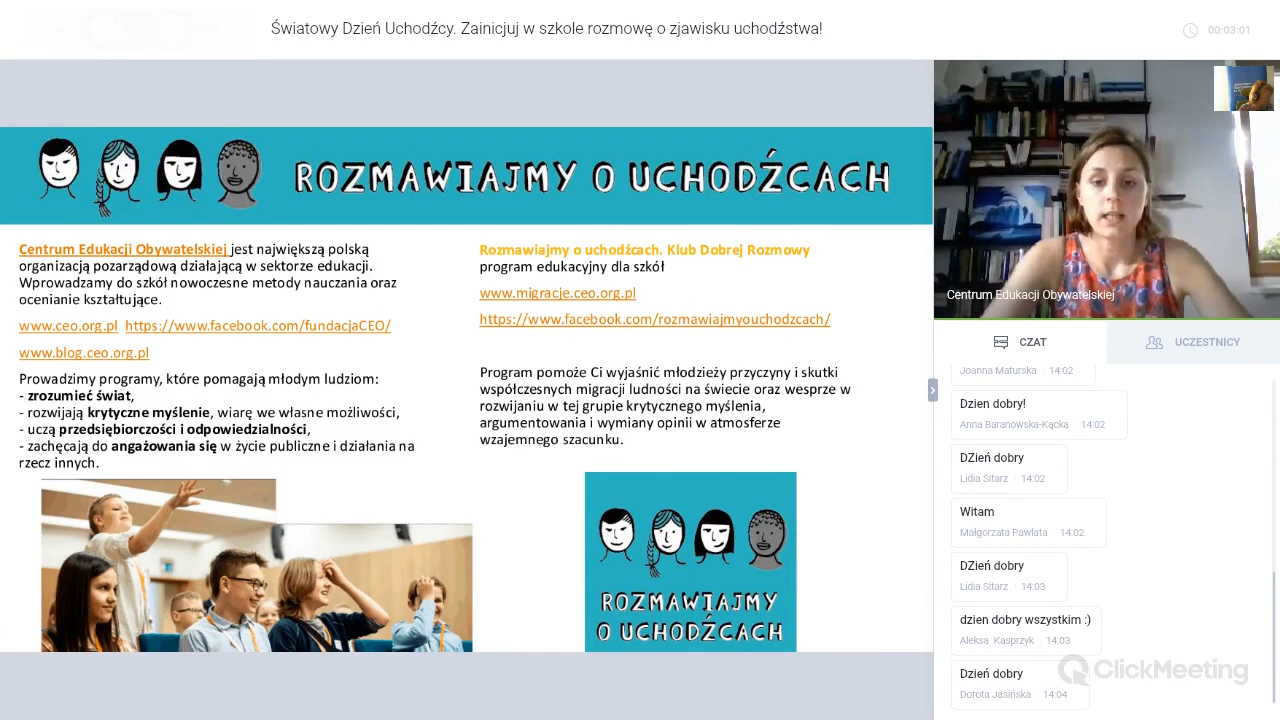 Światowy Dzień Uchodźcy. Zainicjuj w szkole rozmowę o zjawisku uchodźstwa!
00:03:01
ROZMAWIAJMY O UCHODŹCACH
Centrum Edukacji Obywatelskiej jest największą polską
organizacją pozarządową działającą w sektorze edukacji.
Wprowadzamy do szkół nowoczesne metody nauczania oraz
ocenianie kształtujące.
www.ceo.org.pl https://www.facebook.com/fundacjaCEO/
www.blog.ceo.org.pl
Prowadzimy programy, które pomagają młodym ludziom:
- zrozumieć świat,
- rozwijają krytyczne myślenie, wiarę we własne możliwości,
- uczą przedsiębiorczości i odpowiedzialności,
- zachęcają do angażowania się w życie publiczne i działania na
rzecz innych.
Rozmawiajmy o uchodźcach. Klub Dobrej Rozmowy
program edukacyjny dla szkół
www.migracje.ceo.org.pl
https://www.facebook.com/rozmawiajmyouchodzcach/
Program pomoże Ci wyjaśnić młodzieży przyczyny i skutki
współczesnych migracji ludności na świecie oraz wesprze w
rozwijaniu w tej grupie krytycznego myślenia,
argumentowania i wymiany opinii w atmosferze
wzajemnego szacunku.
ROZMAWIAJMY
O UCHODŹCACH
Centrum Edukacji Obywatelskiej
CZAT
UCZESTNICY
Joanna Maturska · 14:02
Dzien dobry!
Anna Baranowska-Kącka · 14:02
DZień dobry
Lidia Sitarz · 14:02
Witam
Małgorzata Pawlata · 14:02
DZień dobry
Lidia Sitarz · 14:03
dzien dobry wszystkim :)
Aleksa Kasprzyk · 14:03
Dzień dobry
Dorota Jasińska · 14:04
ClickMeeting